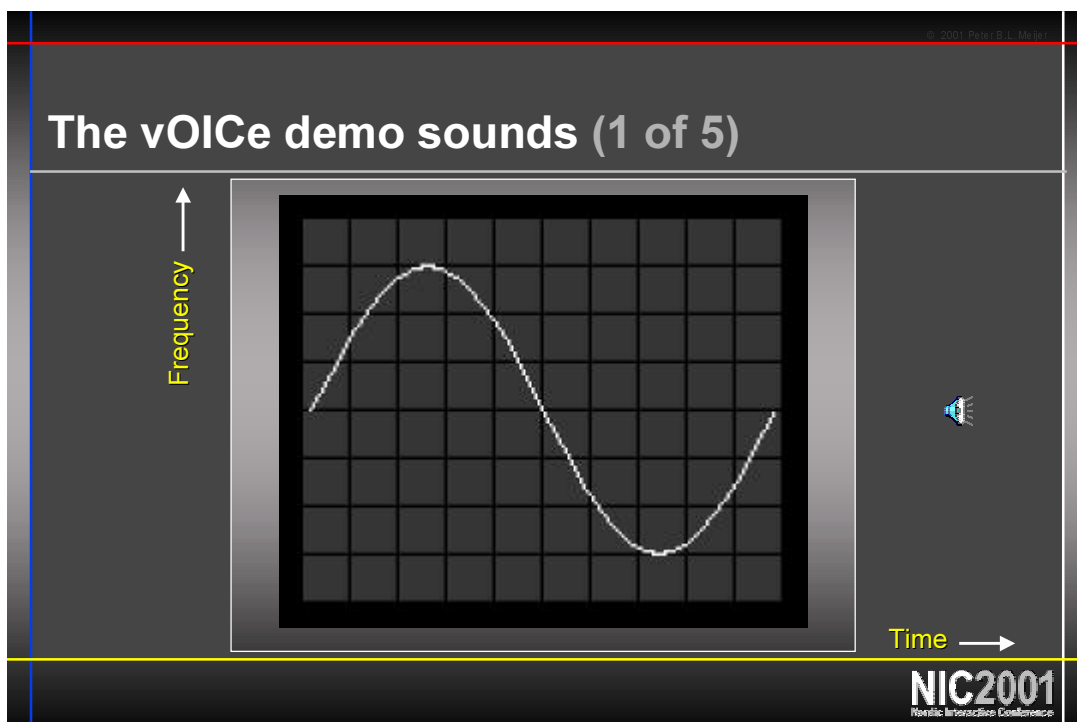 © 2001 Peter B.L. Meijer
The vOICe demo sounds (1 of 5)
Frequency
Time
NIC2001
Nordic Interactive Conference